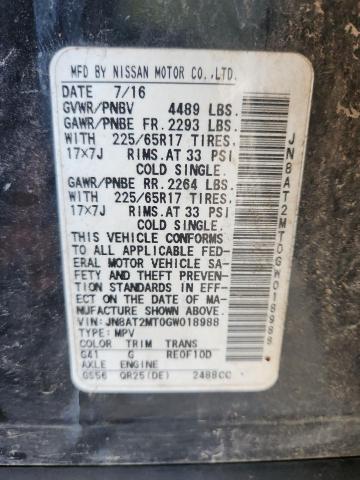 MFD BY NISSAN MOTOR CO.,LTD.
DATE 7/16
GVWR/PNBV 4489 LBS.
GAWR/PNBE FR. 2293 LBS.
WITH 225/65R17 TIRES,
17×7J RIMS.AT 33 PSI
COLD SINGLE.
GAWR/PNBE RR. 2264 LBS.
WITH 225/65R17 TIRES,
17×7J RIMS.AT 33 PSI
COLD SINGLE.
THIS VEHICLE CONFORMS
TO ALL APPLICABLE FED-
ERAL MOTOR VEHICLE SA-
FETY AND THEFT PREVEN-
TION STANDARDS IN EFF-
ECT ON THE DATE OF MA-
NUFACTURE SHOWN ABOVE.
VIN: JN8AT2MT0GW018988
TYPE: MPV
COLOR TRIM TRANS
G41 G RE0F10D
AXLE ENGINE
GS56 QR25(DE) 2488CC
JN8AT2MT0GW018988